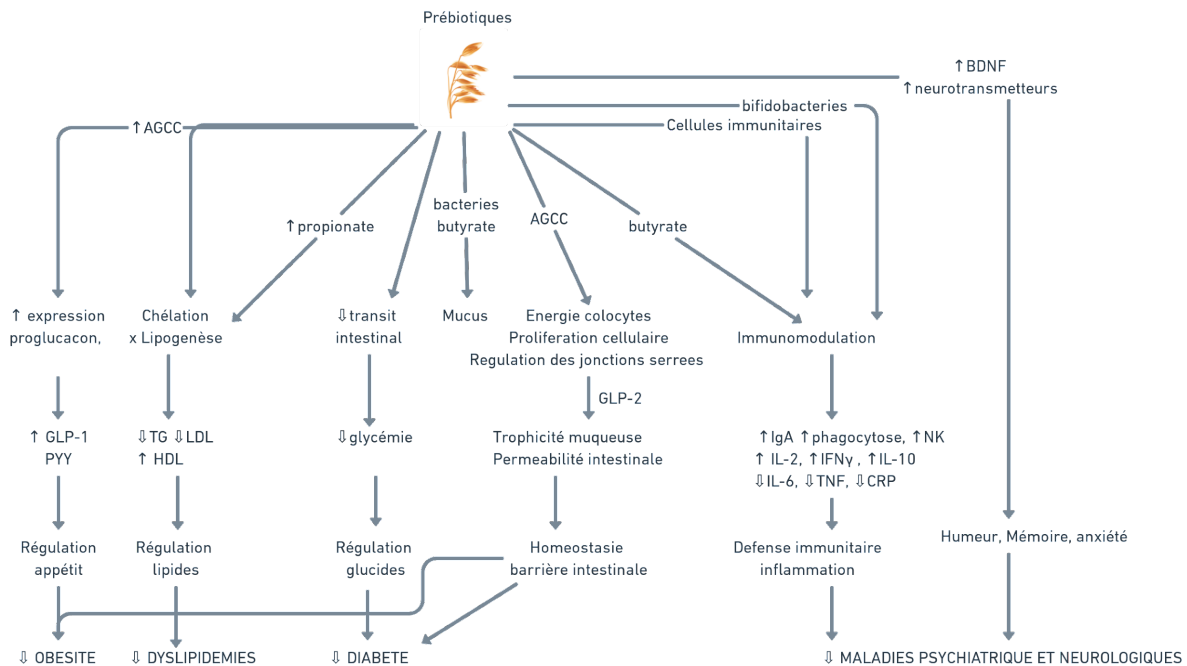 Prébiotiques
↑BDNF
↑neurotransmetteurs
bifidobacteries
Cellules immunitaires
↑AGCC
bacteries
butyrate
AGCC
↑propionate
butyrate
↑ expression
proglucacon,
Chélation
x Lipogenèse
⇩transit
intestinal
Mucus
Energie colocytes
Proliferation cellulaire
Regulation des jonctions serrees
Immunomodulation
GLP-2
↑ GLP-1
PYY
⇩TG ⇩LDL
↑ HDL
⇩glycémie
Trophicité muqueuse
Permeabilité intestinale
↑IgA ↑phagocytose, ↑NK
↑ IL-2, ↑IFNγ , ↑IL-10
⇩IL-6, ⇩TNF, ⇩CRP
Régulation
appétit
Régulation
lipides
Régulation
glucides
Homeostasie
barrière intestinale
Defense immunitaire
inflammation
Humeur, Mémoire, anxiété
⇩ OBESITE
⇩ DYSLIPIDEMIES
⇩ DIABETE
⇩ MALADIES PSYCHIATRIQUE ET NEUROLOGIQUES